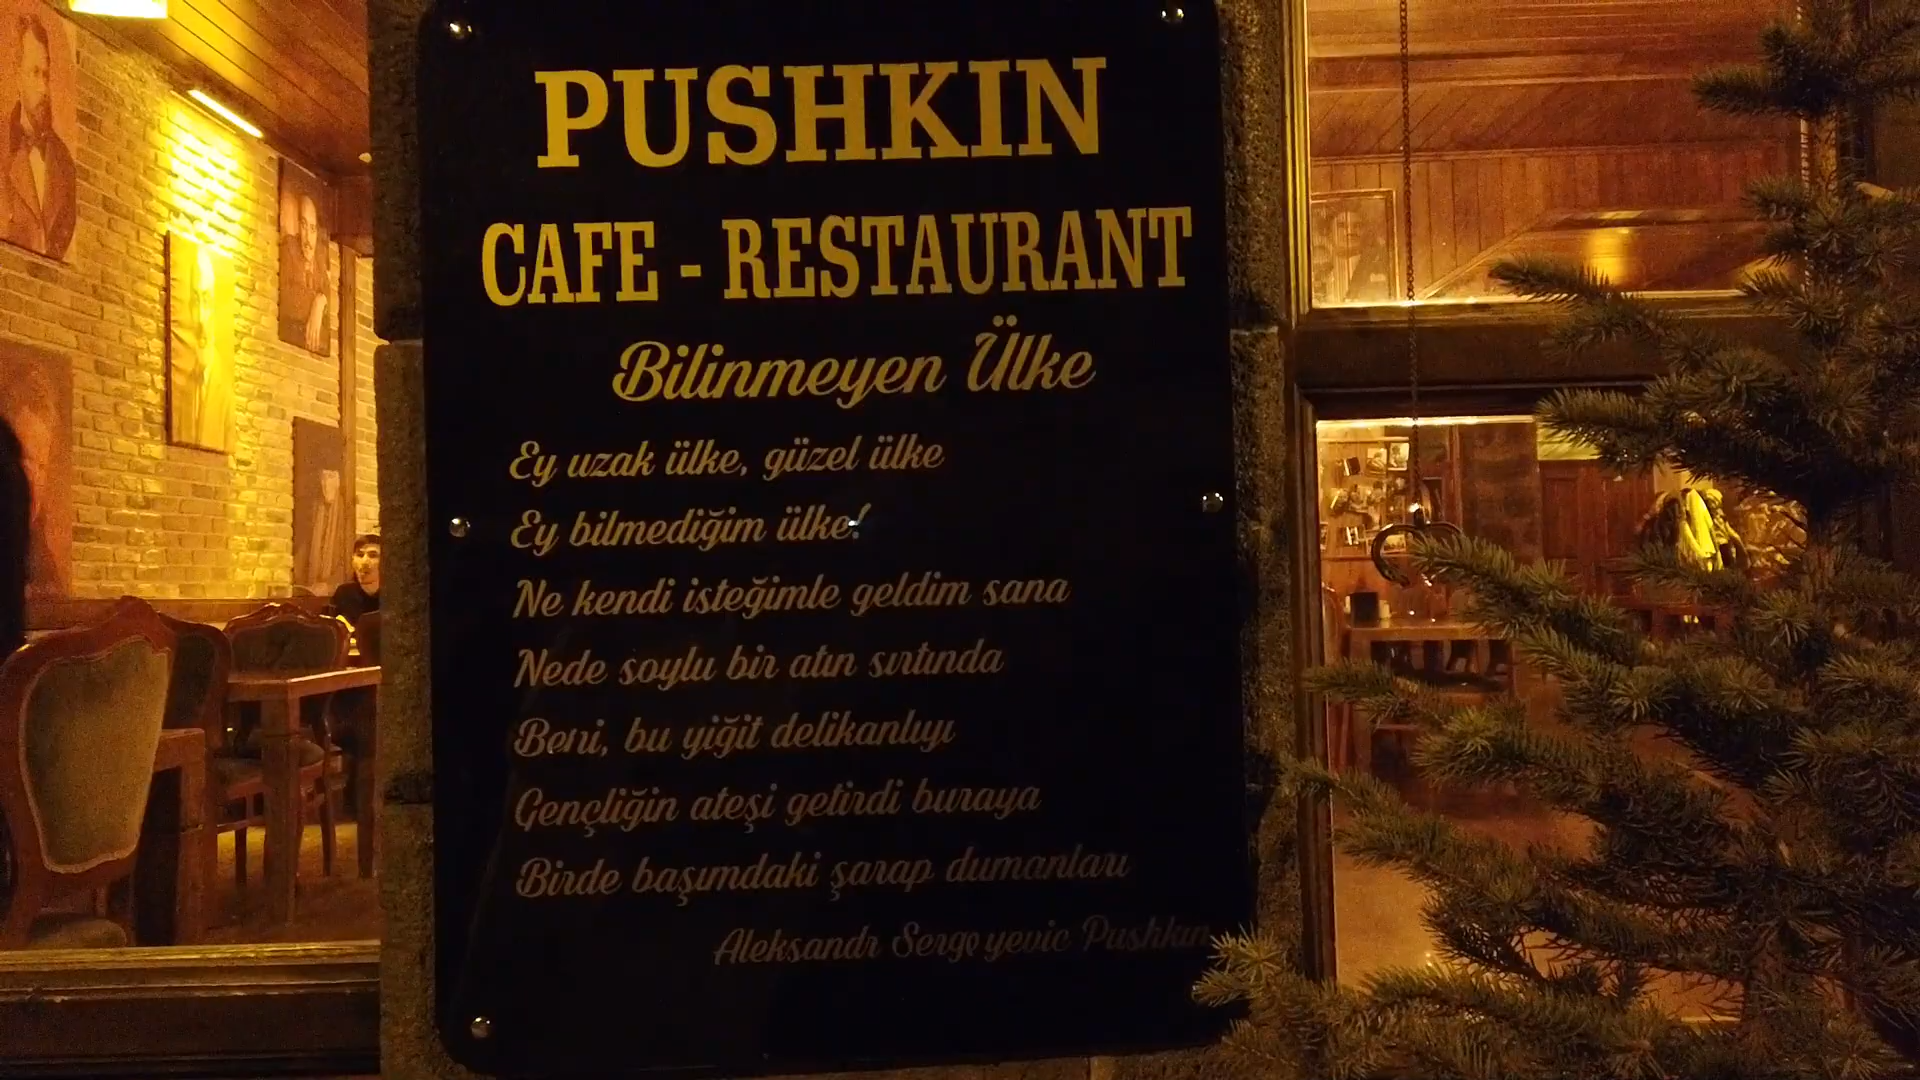 PUSHKIN
CAFE - RESTAURANT
Bilinmeyen Ülke
Ey uzak ülke, güzel ülke
Ey bilmediğim ülke!
Ne kendi isteğimle geldim sana
Nede soylu bir atın sırtında
Beni, bu yiğit delikanlıyı
Gençliğin ateşi getirdi buraya
Birde başımdaki şarap dumanları
Aleksandr Sergeyevic Pushkin